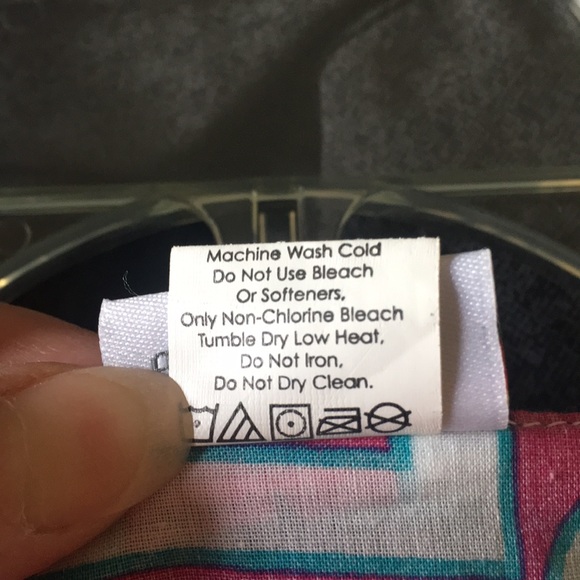 Machine Wash Cold
Do Not Use Bleach
Or Softeners,
Only Non-Chlorine Bleach
Tumble Dry Low Heat,
Do Not Iron,
Do Not Dry Clean.